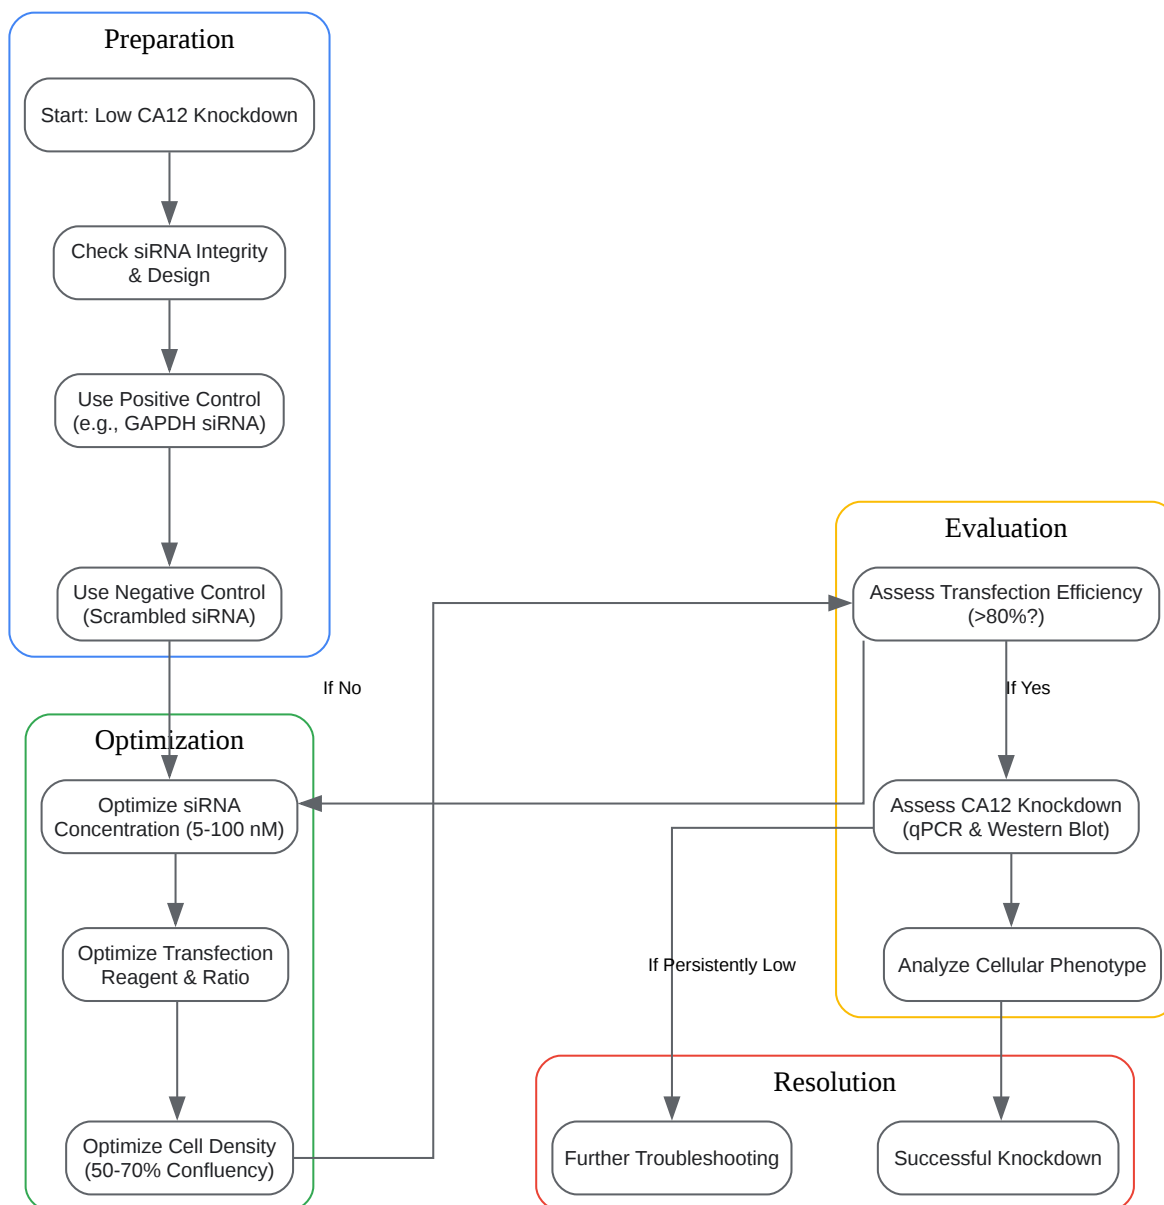 Preparation
Start: Low CA12 Knockdown
Check siRNA Integrity
& Design
Use Positive Control
(e.g., GAPDH siRNA)
Use Negative Control
(Scrambled siRNA)
If No
Optimization
Optimize siRNA
Concentration (5-100 nM)
Optimize Transfection
Reagent & Ratio
Optimize Cell Density
(50-70% Confluency)
Evaluation
Assess Transfection Efficiency
(>80%?)
If Yes
Assess CA12 Knockdown
(qPCR & Western Blot)
If Persistently Low
Analyze Cellular Phenotype
Resolution
Further Troubleshooting
Successful Knockdown